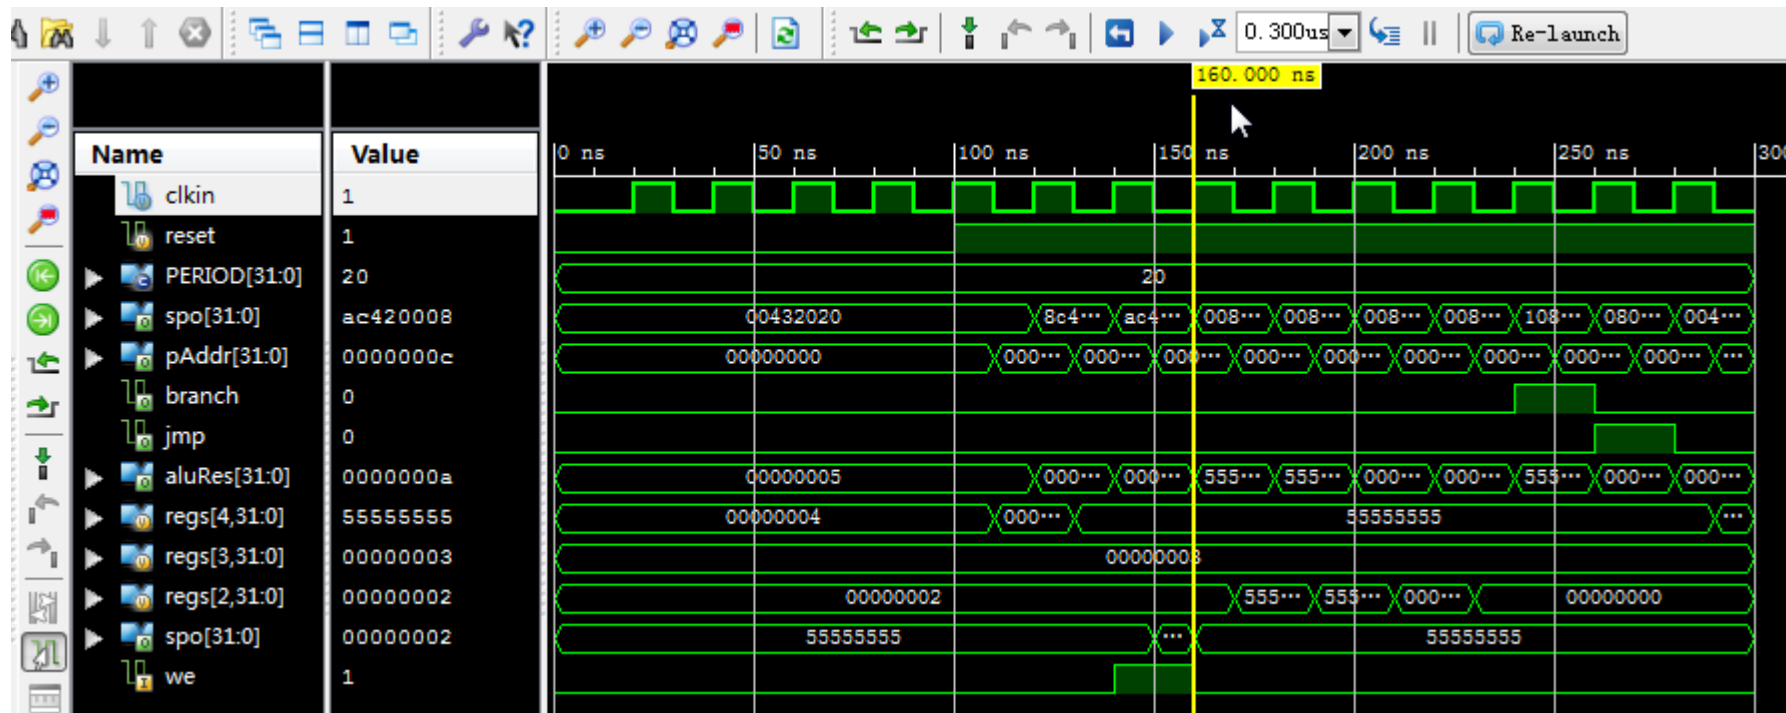 0.300us
Re-launch
160.000 ns
Name Value
0 ns 50 ns 100 ns 150 ns 200 ns 250 ns 300
clkin 1
reset 1
PERIOD[31:0] 20 20
spo[31:0] ac420008 00432020 8c4··· ac4··· 008··· 008··· 008··· 008··· 108··· 080··· 004···
pAddr[31:0] 0000000c 00000000 000··· 000··· 000··· 000··· 000··· 000··· 000··· 000··· 000··· ···
branch 0
jmp 0
aluRes[31:0] 0000000a 00000005 000··· 000··· 555··· 555··· 000··· 000··· 555··· 000··· 000···
regs[4,31:0] 55555555 00000004 000··· 55555555 ···
regs[3,31:0] 00000003 00000003
regs[2,31:0] 00000002 00000002 555··· 555··· 000··· 00000000
spo[31:0] 00000002 55555555 ··· 55555555
we 1